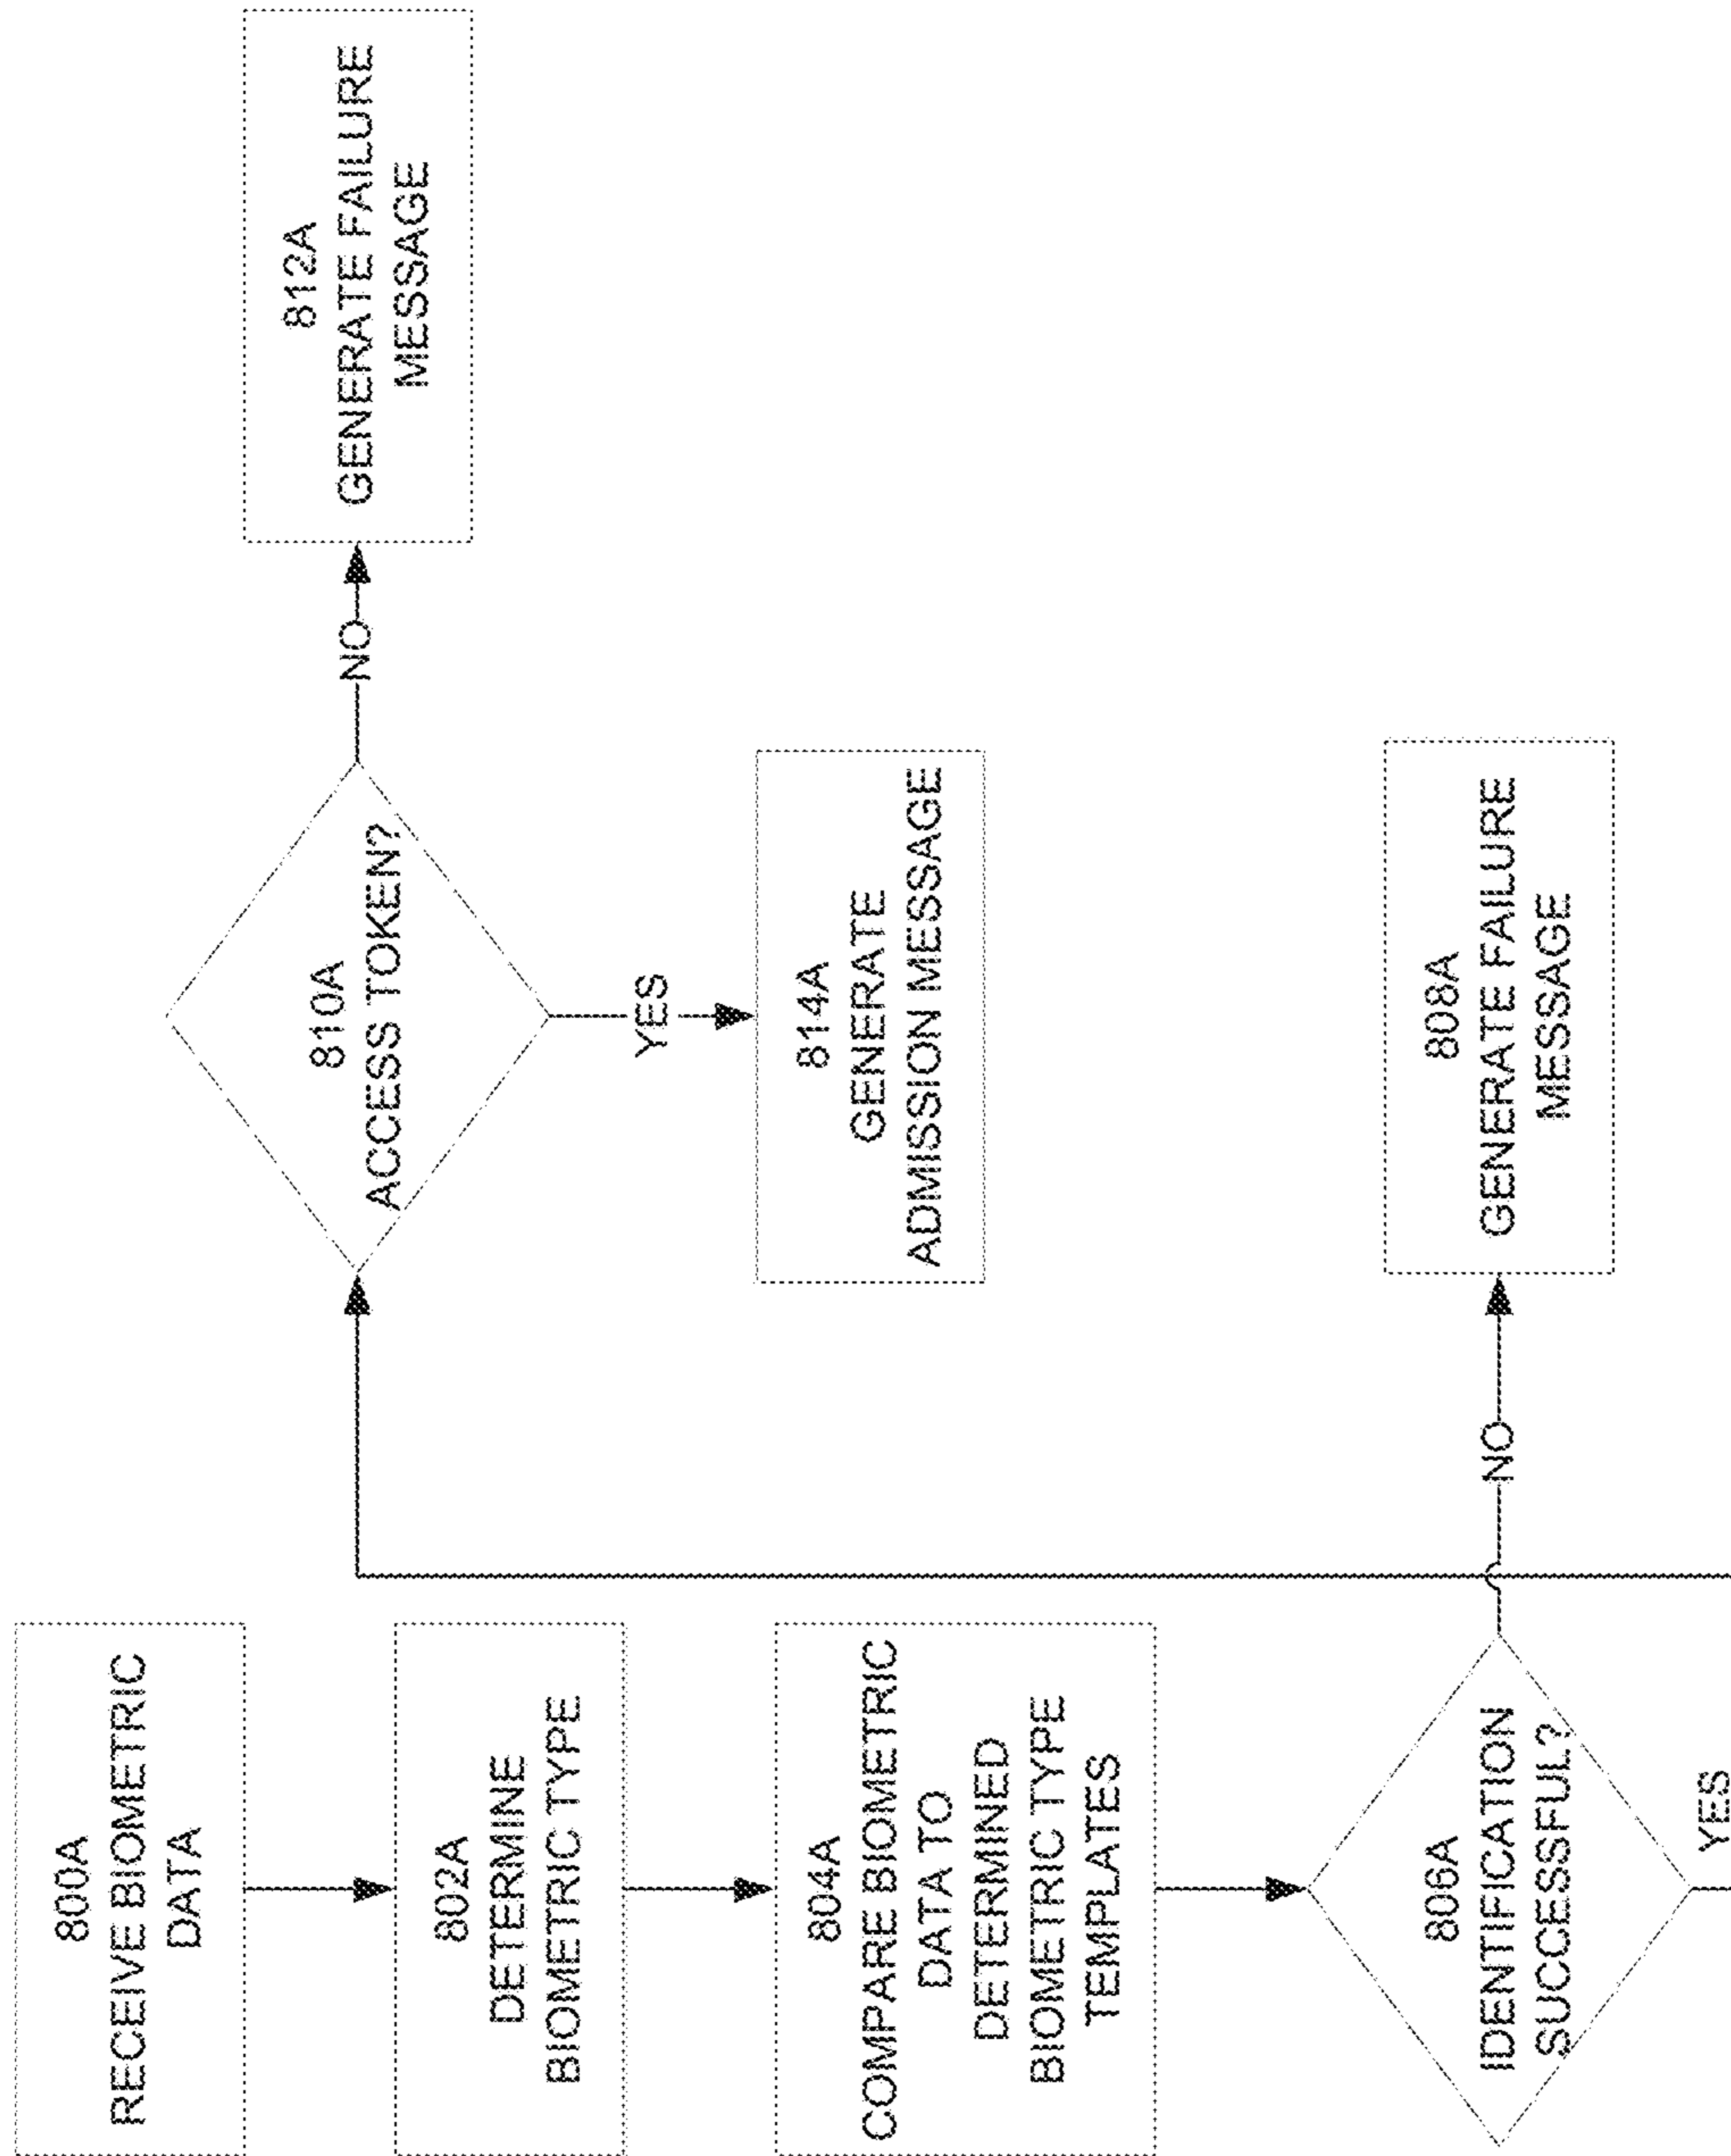 800A
RECEIVE BIOMETRIC
DATA
802A
DETERMINE
BIOMETRIC TYPE
804A
COMPARE BIOMETRIC
DATA TO
DETERMINED
BIOMETRIC TYPE
TEMPLATES
806A
IDENTIFICATION
SUCCESSFUL?
YES
NO
808A
GENERATE FAILURE
MESSAGE
810A
ACCESS TOKEN?
NO
812A
GENERATE FAILURE
MESSAGE
YES
814A
GENERATE
ADMISSION MESSAGE